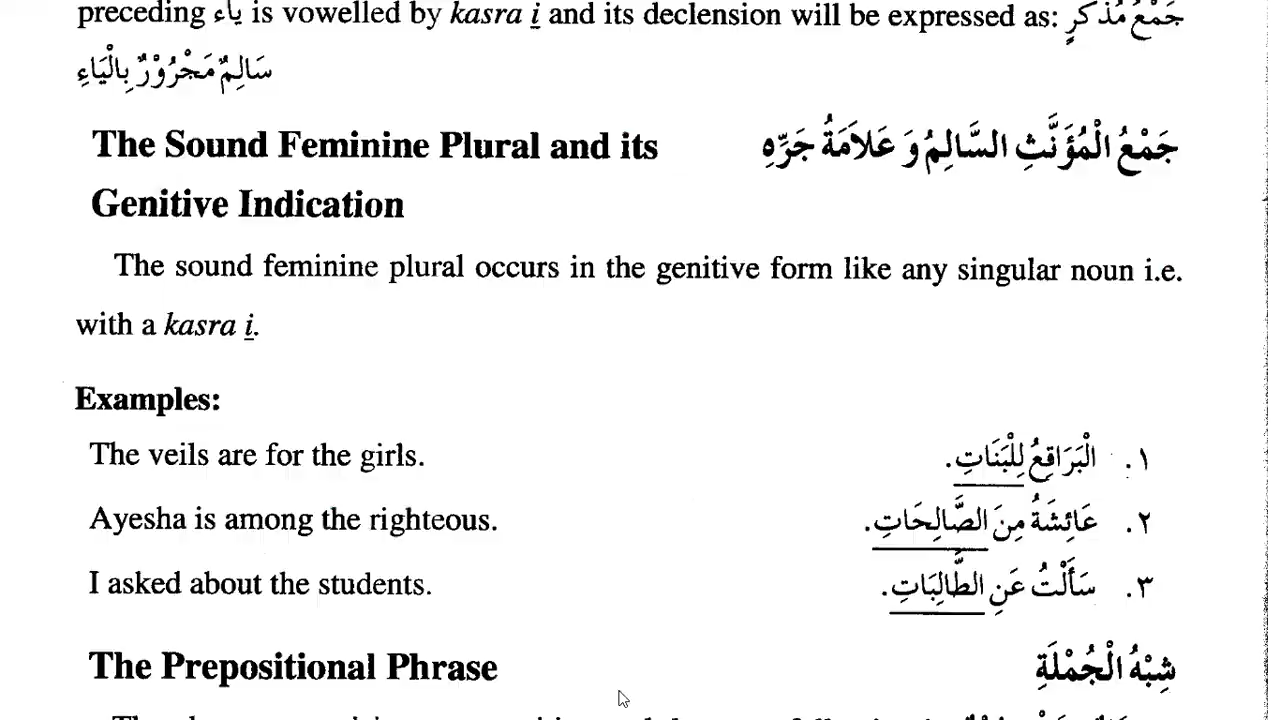 preceding يَاء is vowelled by kasra i and its declension will be expressed as: جَمْعُ مُذَكَّرٍ
سَالِمٌ مَجْرُوْرٌ بِالْيَاءِ
The Sound Feminine Plural and its جَمْعُ الْمُؤَنَّثِ السَّالِمُ وَ عَلاَمَةُ جَرِّهِ
Genitive Indication
The sound feminine plural occurs in the genitive form like any singular noun i.e.
with a kasra i.
Examples:
The veils are for the girls. ١. الْبَرَاقِعُ لِلْبَنَاتِ.
Ayesha is among the righteous. ٢. عَائِشَةُ مِنَ الصَّالِحَاتِ.
I asked about the students. ٣. سَأَلْتُ عَنِ الطَّالِبَاتِ.
The Prepositional Phrase شِبْهُ الْجُمْلَةِ